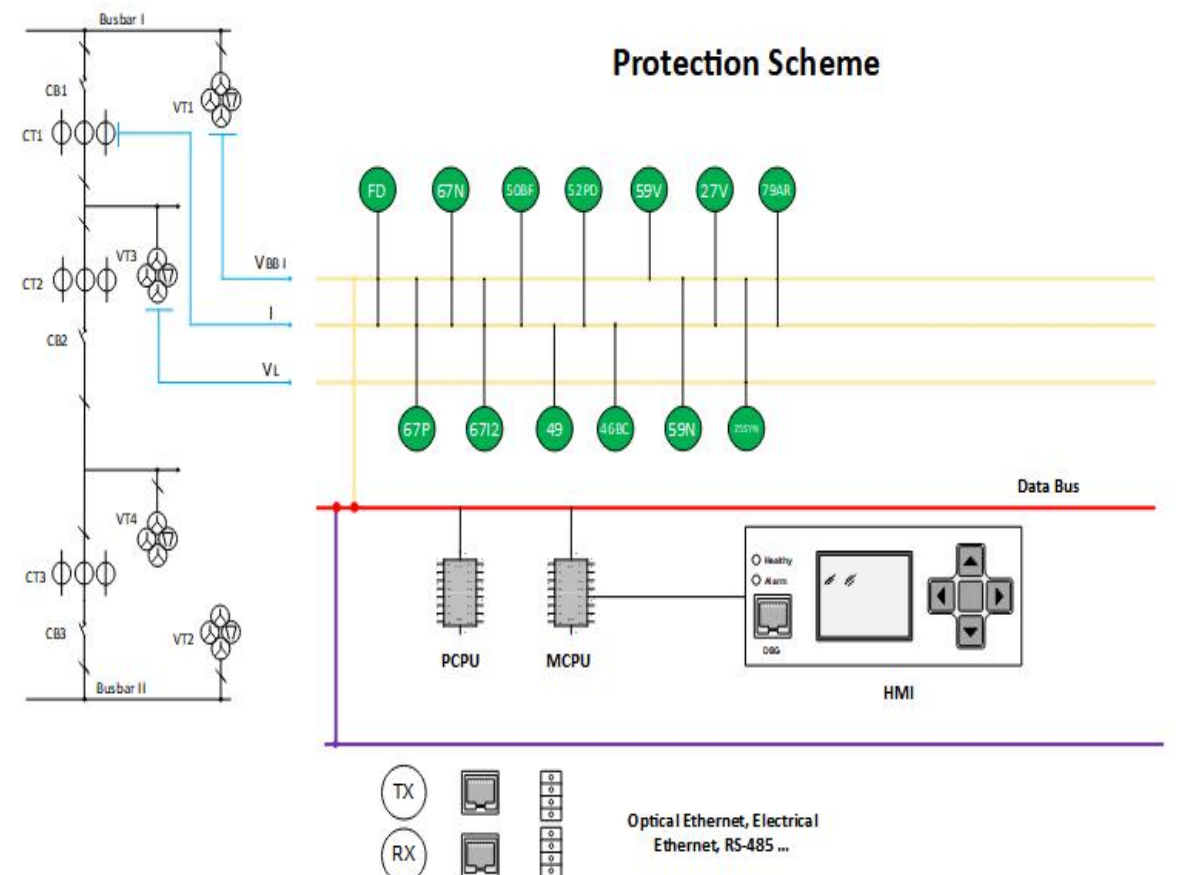 Protection Scheme
Busbar I
CB1
VT1
CT1
VT3
CT2
CB2
VT4
CT3
CB3
VT2
Busbar II
VBB I
I
VL
FD
67N
50BF
52PD
59V
27V
79AR
67P
67I2
49
46BC
59N
25SYN
Data Bus
PCPU
MCPU
Healthy
Alarm
DBG
HMI
TX
RX
Optical Ethernet, Electrical
Ethernet, RS-485 ...